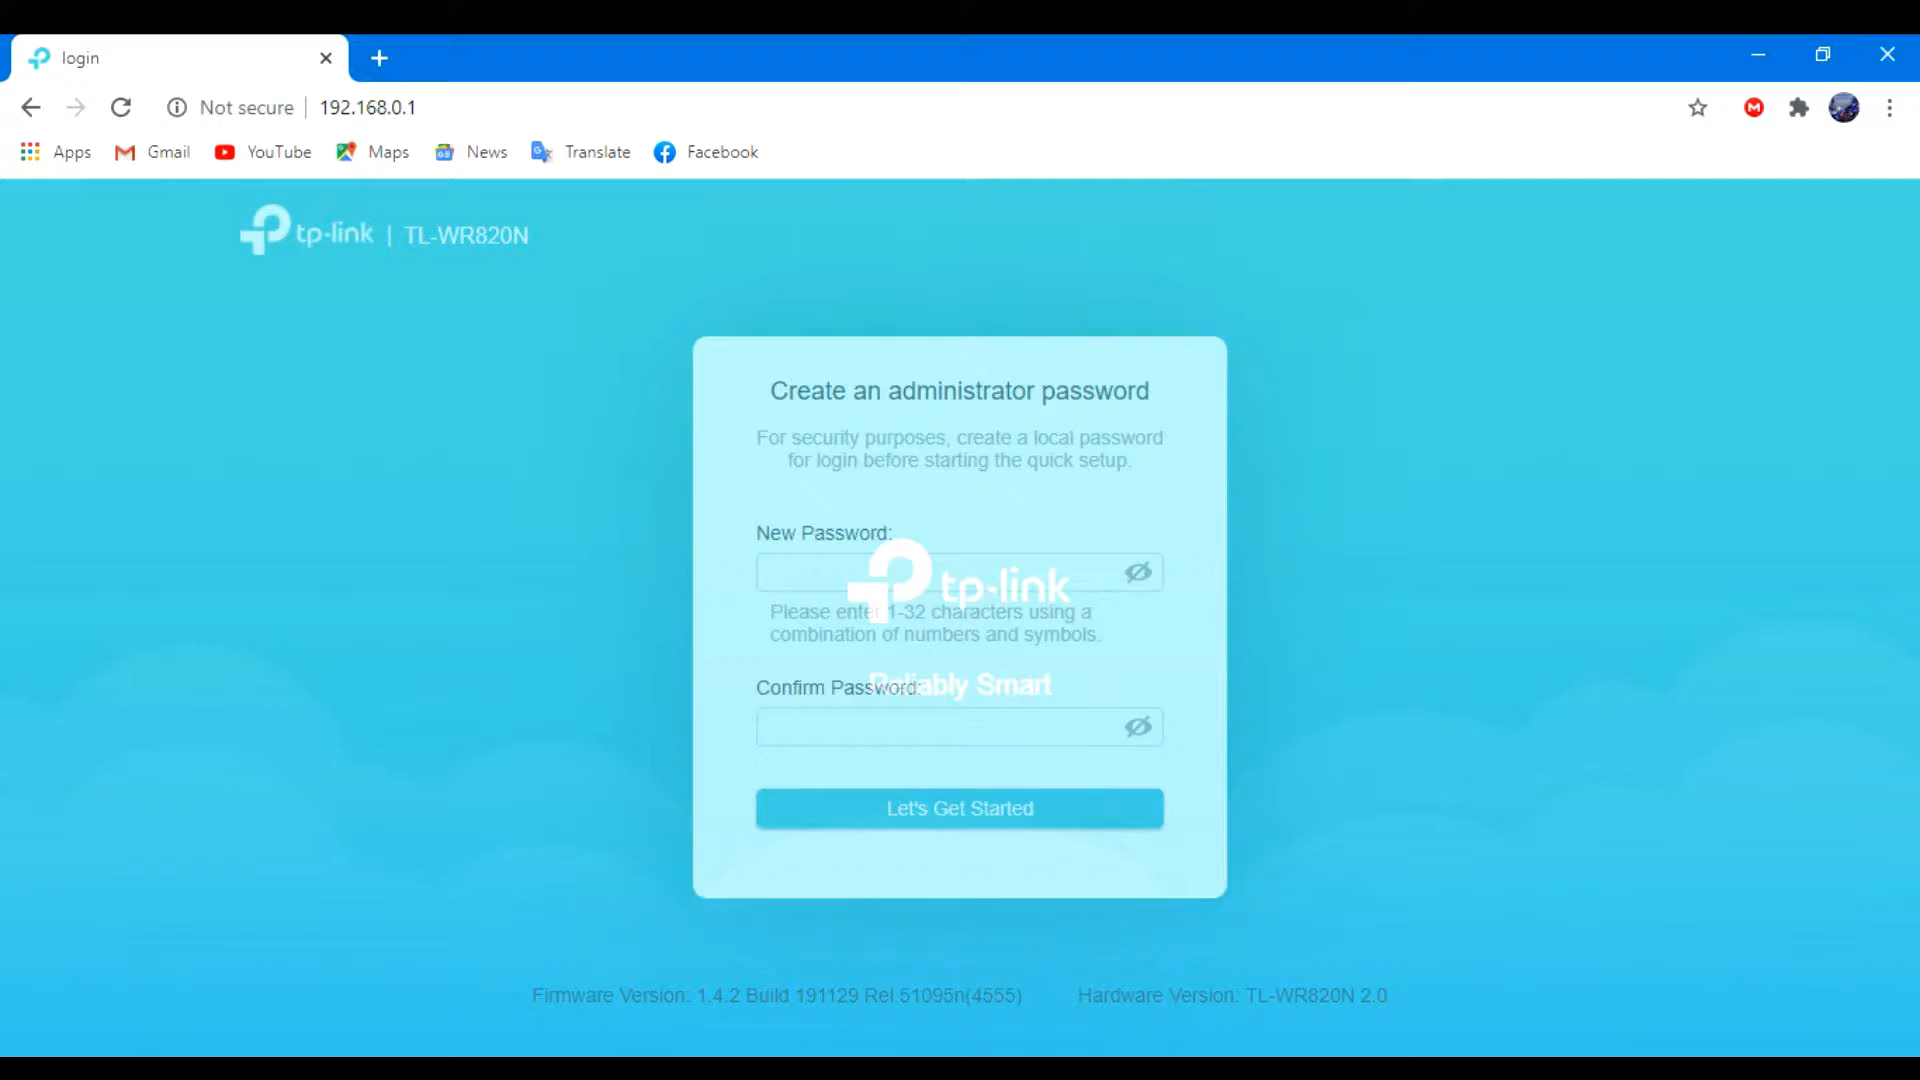 login
Not secure 192.168.0.1
Apps Gmail YouTube Maps News Translate Facebook
tp-link | TL-WR820N
Create an administrator password
For security purposes, create a local password
for login before starting the quick setup.
New Password:
tp-link
Please enter 1-32 characters using a
combination of numbers and symbols.
Confirm Password:
Reliably Smart
Let's Get Started
Firmware Version: 1.4.2 Build 191129 Rel.51095n(4555) Hardware Version: TL-WR820N 2.0